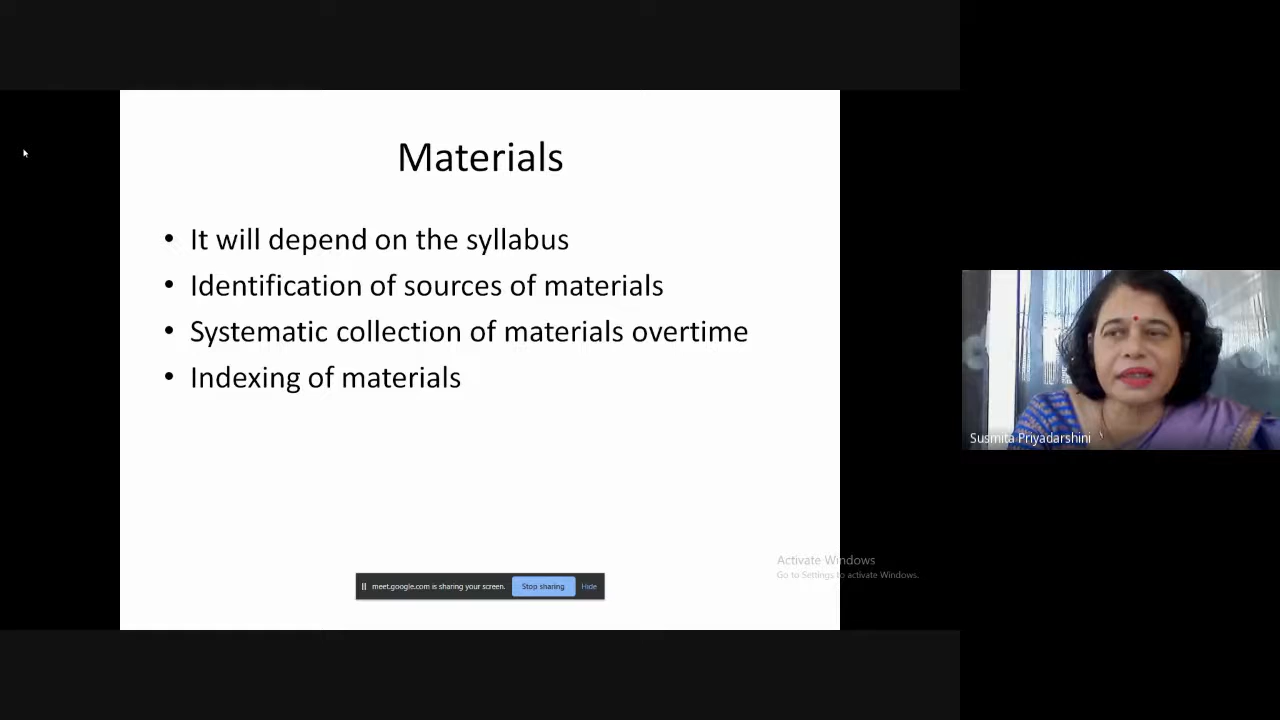 Materials
• It will depend on the syllabus
• Identification of sources of materials
• Systematic collection of materials overtime
• Indexing of materials
Susmita Priyadarshini
Activate Windows
Go to Settings to activate Windows.
meet.google.com is sharing your screen. Stop sharing Hide